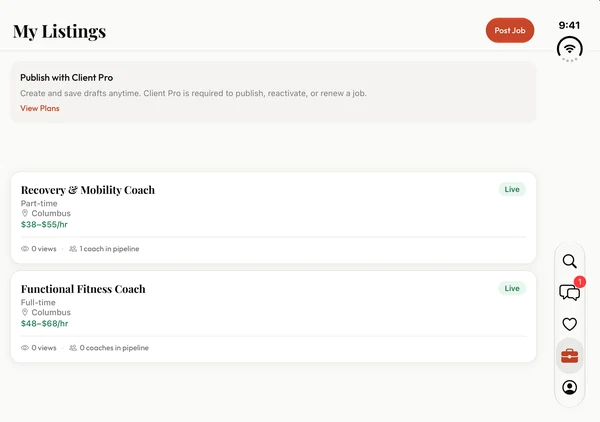 My Listings
Post Job
9:41
Publish with Client Pro
Create and save drafts anytime. Client Pro is required to publish, reactivate, or renew a job.
View Plans
Recovery & Mobility Coach
Live
Part-time
Columbus
$38–$55/hr
0 views · 1 coach in pipeline
Functional Fitness Coach
Live
Full-time
Columbus
$48–$68/hr
0 views · 0 coaches in pipeline
1